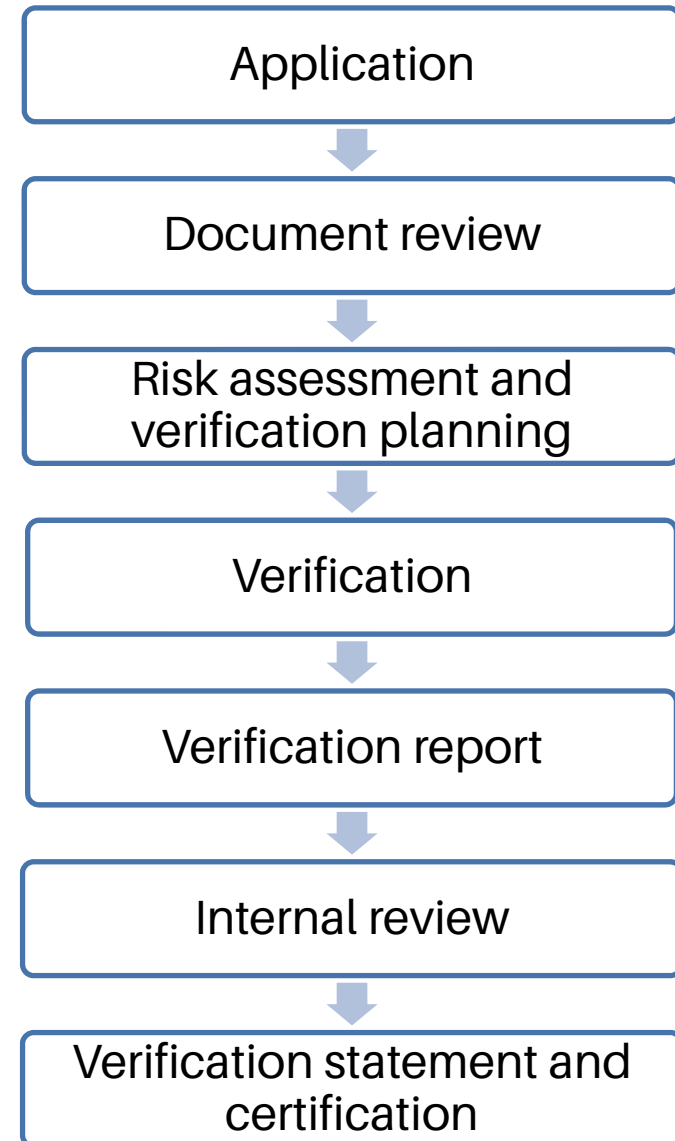 Application
Document review
Risk assessment and
verification planning
Verification
Verification report
Internal review
Verification statement and
certification